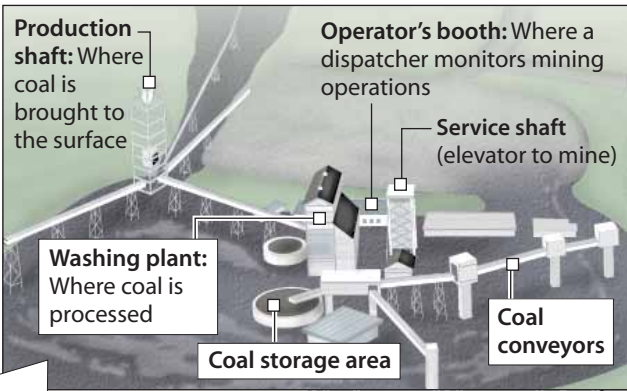 Production
shaft: Where
coal is
brought to
the surface
Operator's booth: Where a
dispatcher monitors mining
operations
Service shaft
(elevator to mine)
Washing plant:
Where coal is
processed
Coal storage area
Coal
conveyors